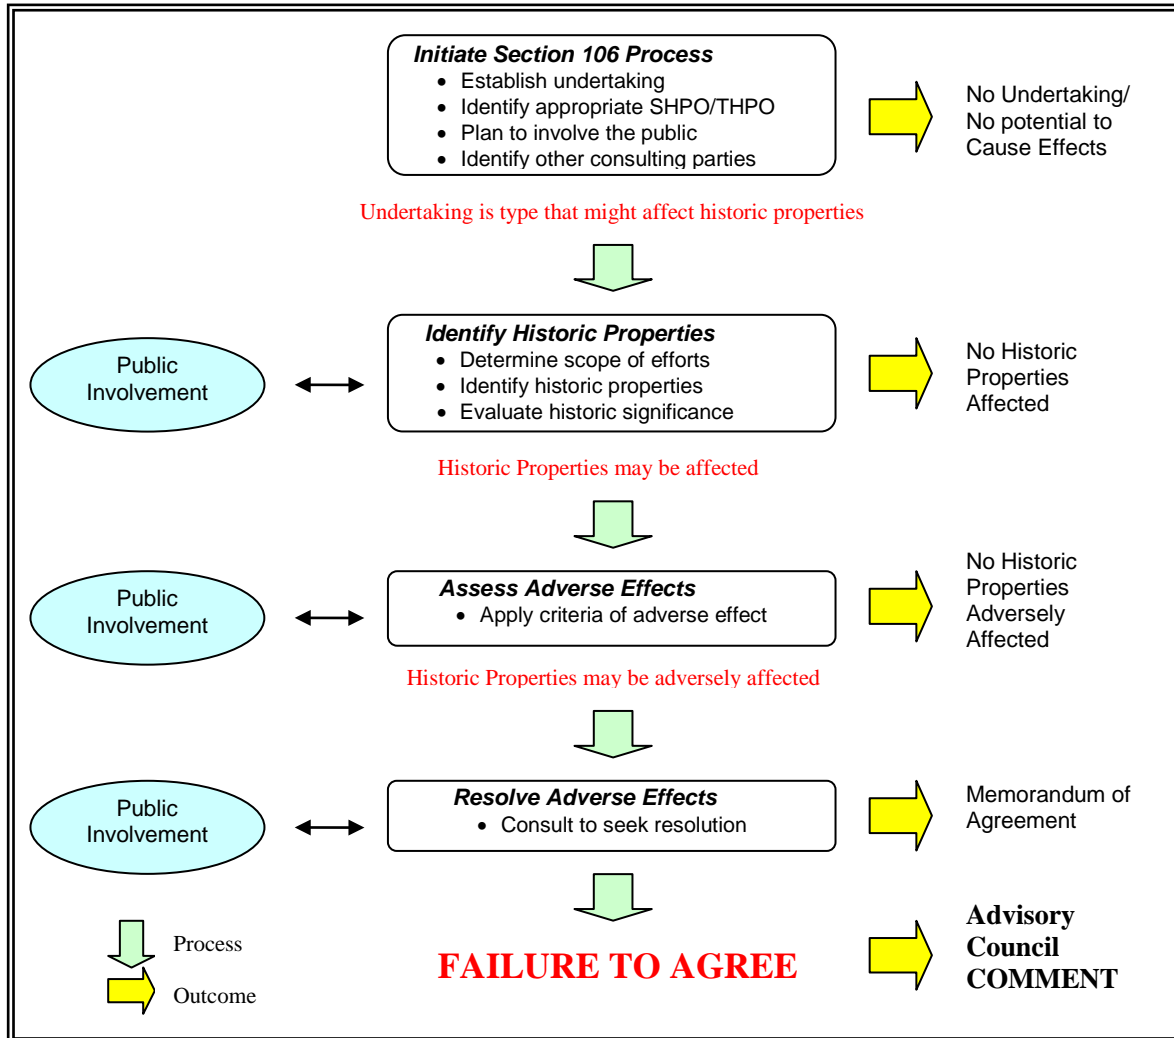 Initiate Section 106 Process
• Establish undertaking
• Identify appropriate SHPO/THPO
• Plan to involve the public
• Identify other consulting parties
No Undertaking/
No potential to
Cause Effects
Undertaking is type that might affect historic properties
Public
Involvement
Identify Historic Properties
• Determine scope of efforts
• Identify historic properties
• Evaluate historic significance
No Historic
Properties
Affected
Historic Properties may be affected
Public
Involvement
Assess Adverse Effects
• Apply criteria of adverse effect
No Historic
Properties
Adversely
Affected
Historic Properties may be adversely affected
Public
Involvement
Resolve Adverse Effects
• Consult to seek resolution
Memorandum of
Agreement
Process
Outcome
FAILURE TO AGREE
Advisory
Council
COMMENT